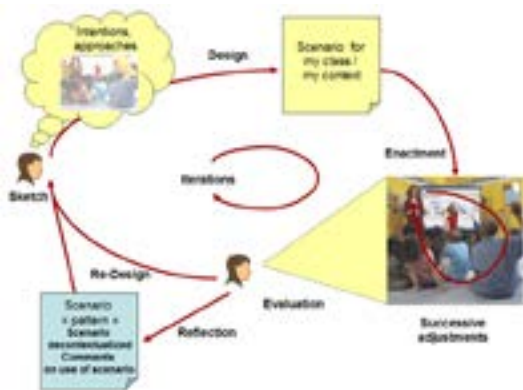 Intentions,
approaches
Design
Scenario for
my class /
my context
Enactment
Iterations
Sketch
Re-Design
Evaluation
Reflection
Successive
adjustments
Scenario
« pattern »
Scenario
decontextualized
Comments
on use of scenario